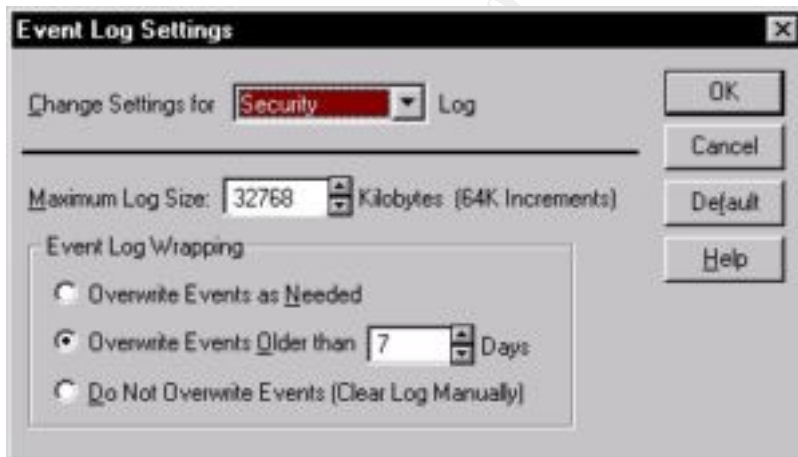 Event Log Settings
Change Settings for Security Log
OK
Cancel
Maximum Log Size: 32768 Kilobytes (64K Increments)
Default
Event Log Wrapping
Help
Overwrite Events as Needed
Overwrite Events Older than 7 Days
Do Not Overwrite Events (Clear Log Manually)